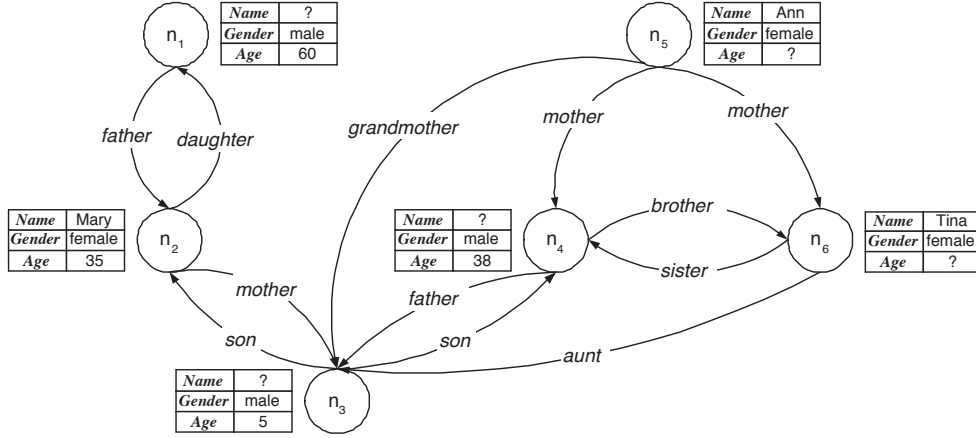 n1
Name ?
Gender male
Age 60
n5
Name Ann
Gender female
Age ?
father
daughter
grandmother
mother
mother
Name Mary
Gender female
Age 35
n2
Name ?
Gender male
Age 38
n4
brother
sister
n6
Name Tina
Gender female
Age ?
mother
father
son
son
aunt
Name ?
Gender male
Age 5
n3